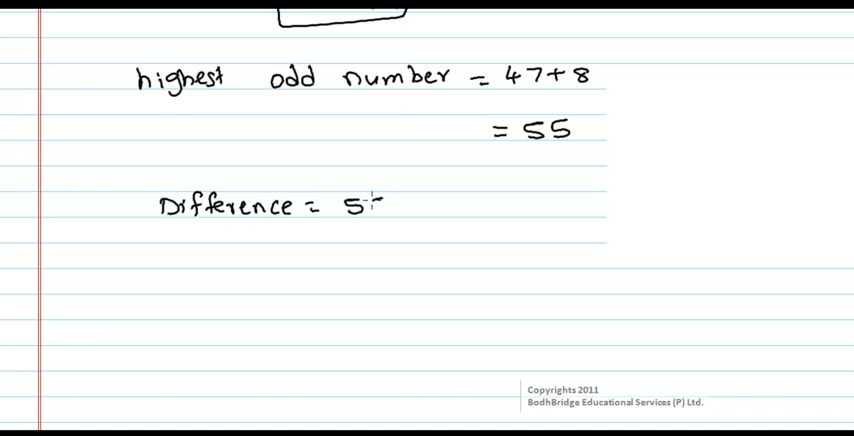 highest odd number = 47+8
= 55
Difference = 5
Copyrights 2011
BodhBridge Educational Services (P) Ltd.